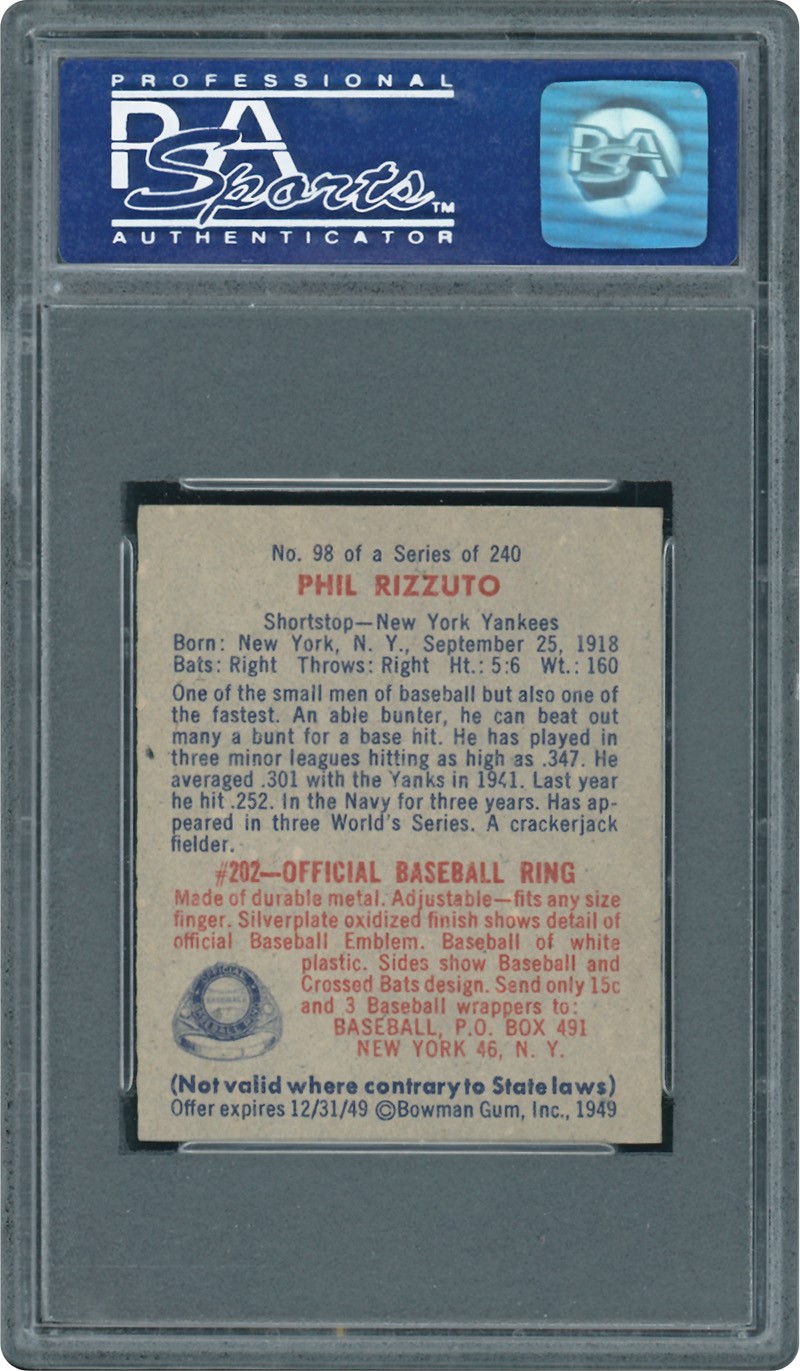 PROFESSIONAL
PSA
Sports™
AUTHENTICATOR
PSA
No. 98 of a Series of 240
PHIL RIZZUTO
Shortstop—New York Yankees
Born: New York, N. Y., September 25, 1918
Bats: Right Throws: Right Ht.: 5:6 Wt.: 160
One of the small men of baseball but also one of
the fastest. An able bunter, he can beat out
many a bunt for a base hit. He has played in
three minor leagues hitting as high as .347. He
averaged .301 with the Yanks in 1941. Last year
he hit .252. In the Navy for three years. Has ap-
peared in three World's Series. A crackerjack
fielder.
#202—OFFICIAL BASEBALL RING
Made of durable metal. Adjustable—fits any size
finger. Silverplate oxidized finish shows detail of
official Baseball Emblem. Baseball of white
plastic. Sides show Baseball and
Crossed Bats design. Send only 15c
and 3 Baseball wrappers to:
BASEBALL, P.O. BOX 491
NEW YORK 46, N. Y.
OFFICIAL
BASEBALL
BASEBALL RING
(Not valid where contrary to State laws)
Offer expires 12/31/49 ©Bowman Gum, Inc., 1949